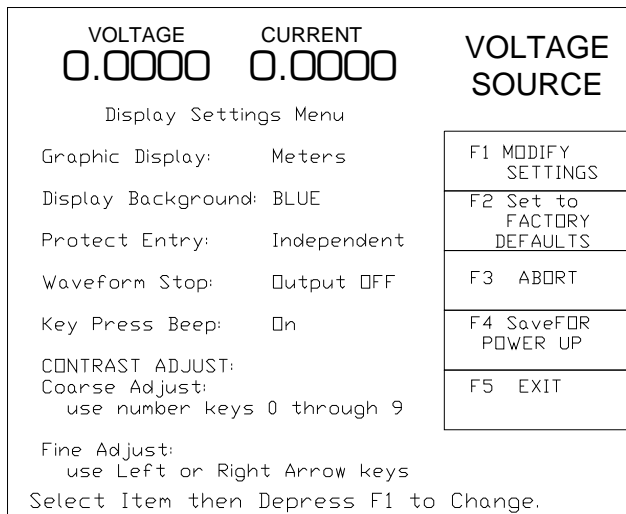 VOLTAGE CURRENT
0.0000 0.0000
VOLTAGE
SOURCE
Display Settings Menu
Graphic Display: Meters
Display Background: BLUE
Protect Entry: Independent
Waveform Stop: Output OFF
Key Press Beep: On
CONTRAST ADJUST:
Coarse Adjust:
use number keys 0 through 9
Fine Adjust:
use Left or Right Arrow keys
Select Item then Depress F1 to Change.
F1 MODIFY
SETTINGS
F2 Set to
FACTORY
DEFAULTS
F3 ABORT
F4 SaveFOR
POWER UP
F5 EXIT